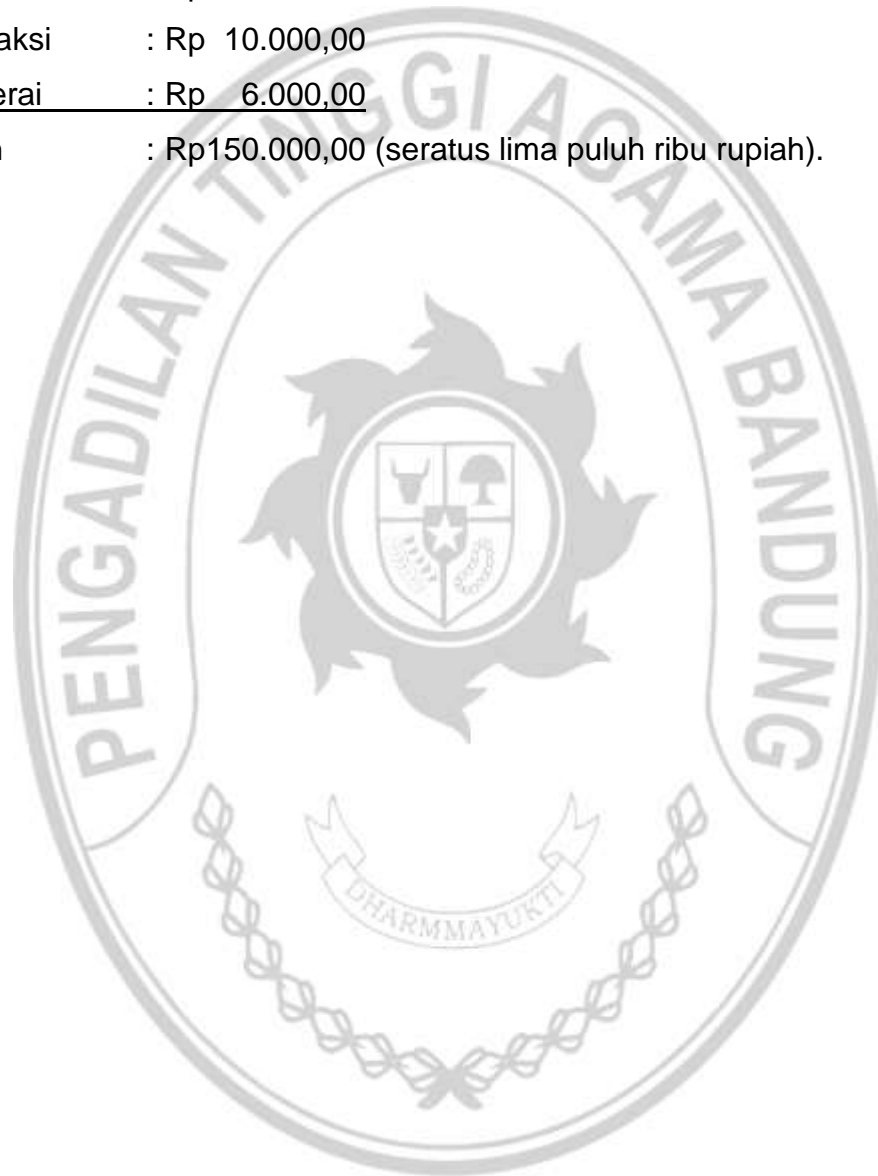 aksi : Rp 10.000,00
erai : Rp 6.000,00
: Rp150.000,00 (seratus lima puluh ribu rupiah).
PENGADILAN TINGGI AGAMA BANDUNG
DHARMMAYUKTI